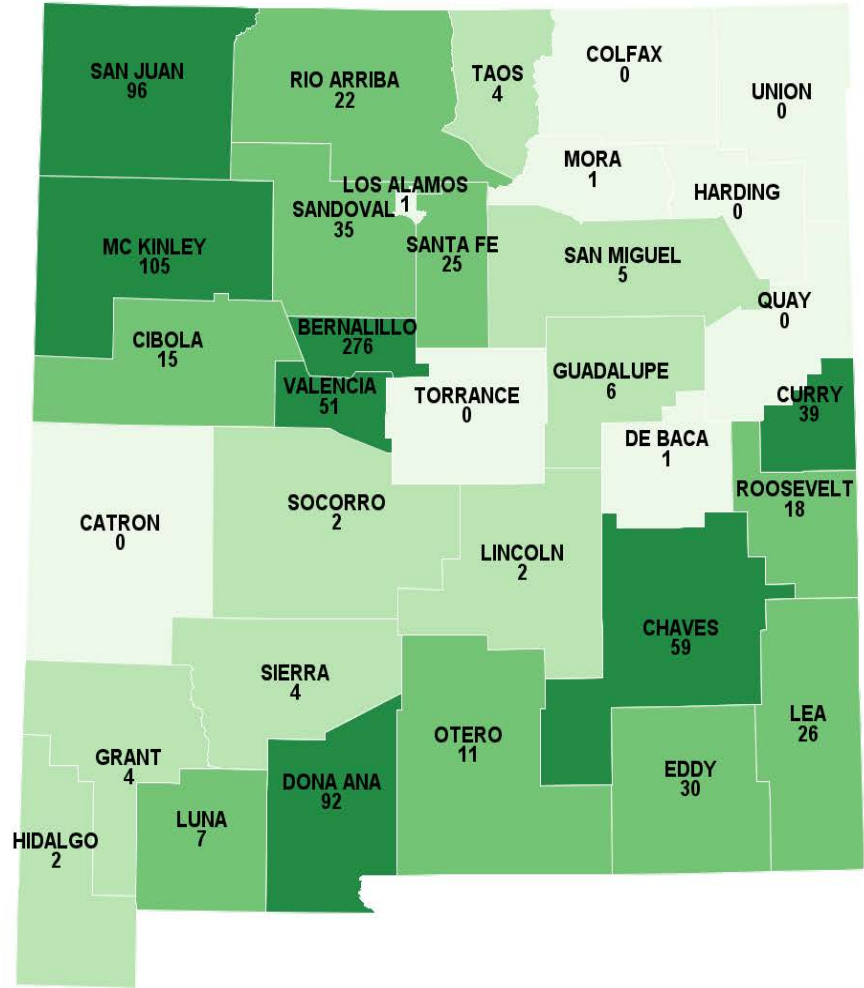 SAN JUAN
96
RIO ARRIBA
22
TAOS
4
COLFAX
0
UNION
0
MORA
1
HARDING
0
LOS ALAMOS
1
SANDOVAL
35
SANTA FE
25
SAN MIGUEL
5
MC KINLEY
105
QUAY
0
CIBOLA
15
BERNALILLO
276
VALENCIA
51
TORRANCE
0
GUADALUPE
6
CURRY
39
DE BACA
1
ROOSEVELT
18
CATRON
0
SOCORRO
2
LINCOLN
2
CHAVES
59
SIERRA
4
OTERO
11
LEA
26
GRANT
4
DONA ANA
92
EDDY
30
LUNA
7
HIDALGO
2